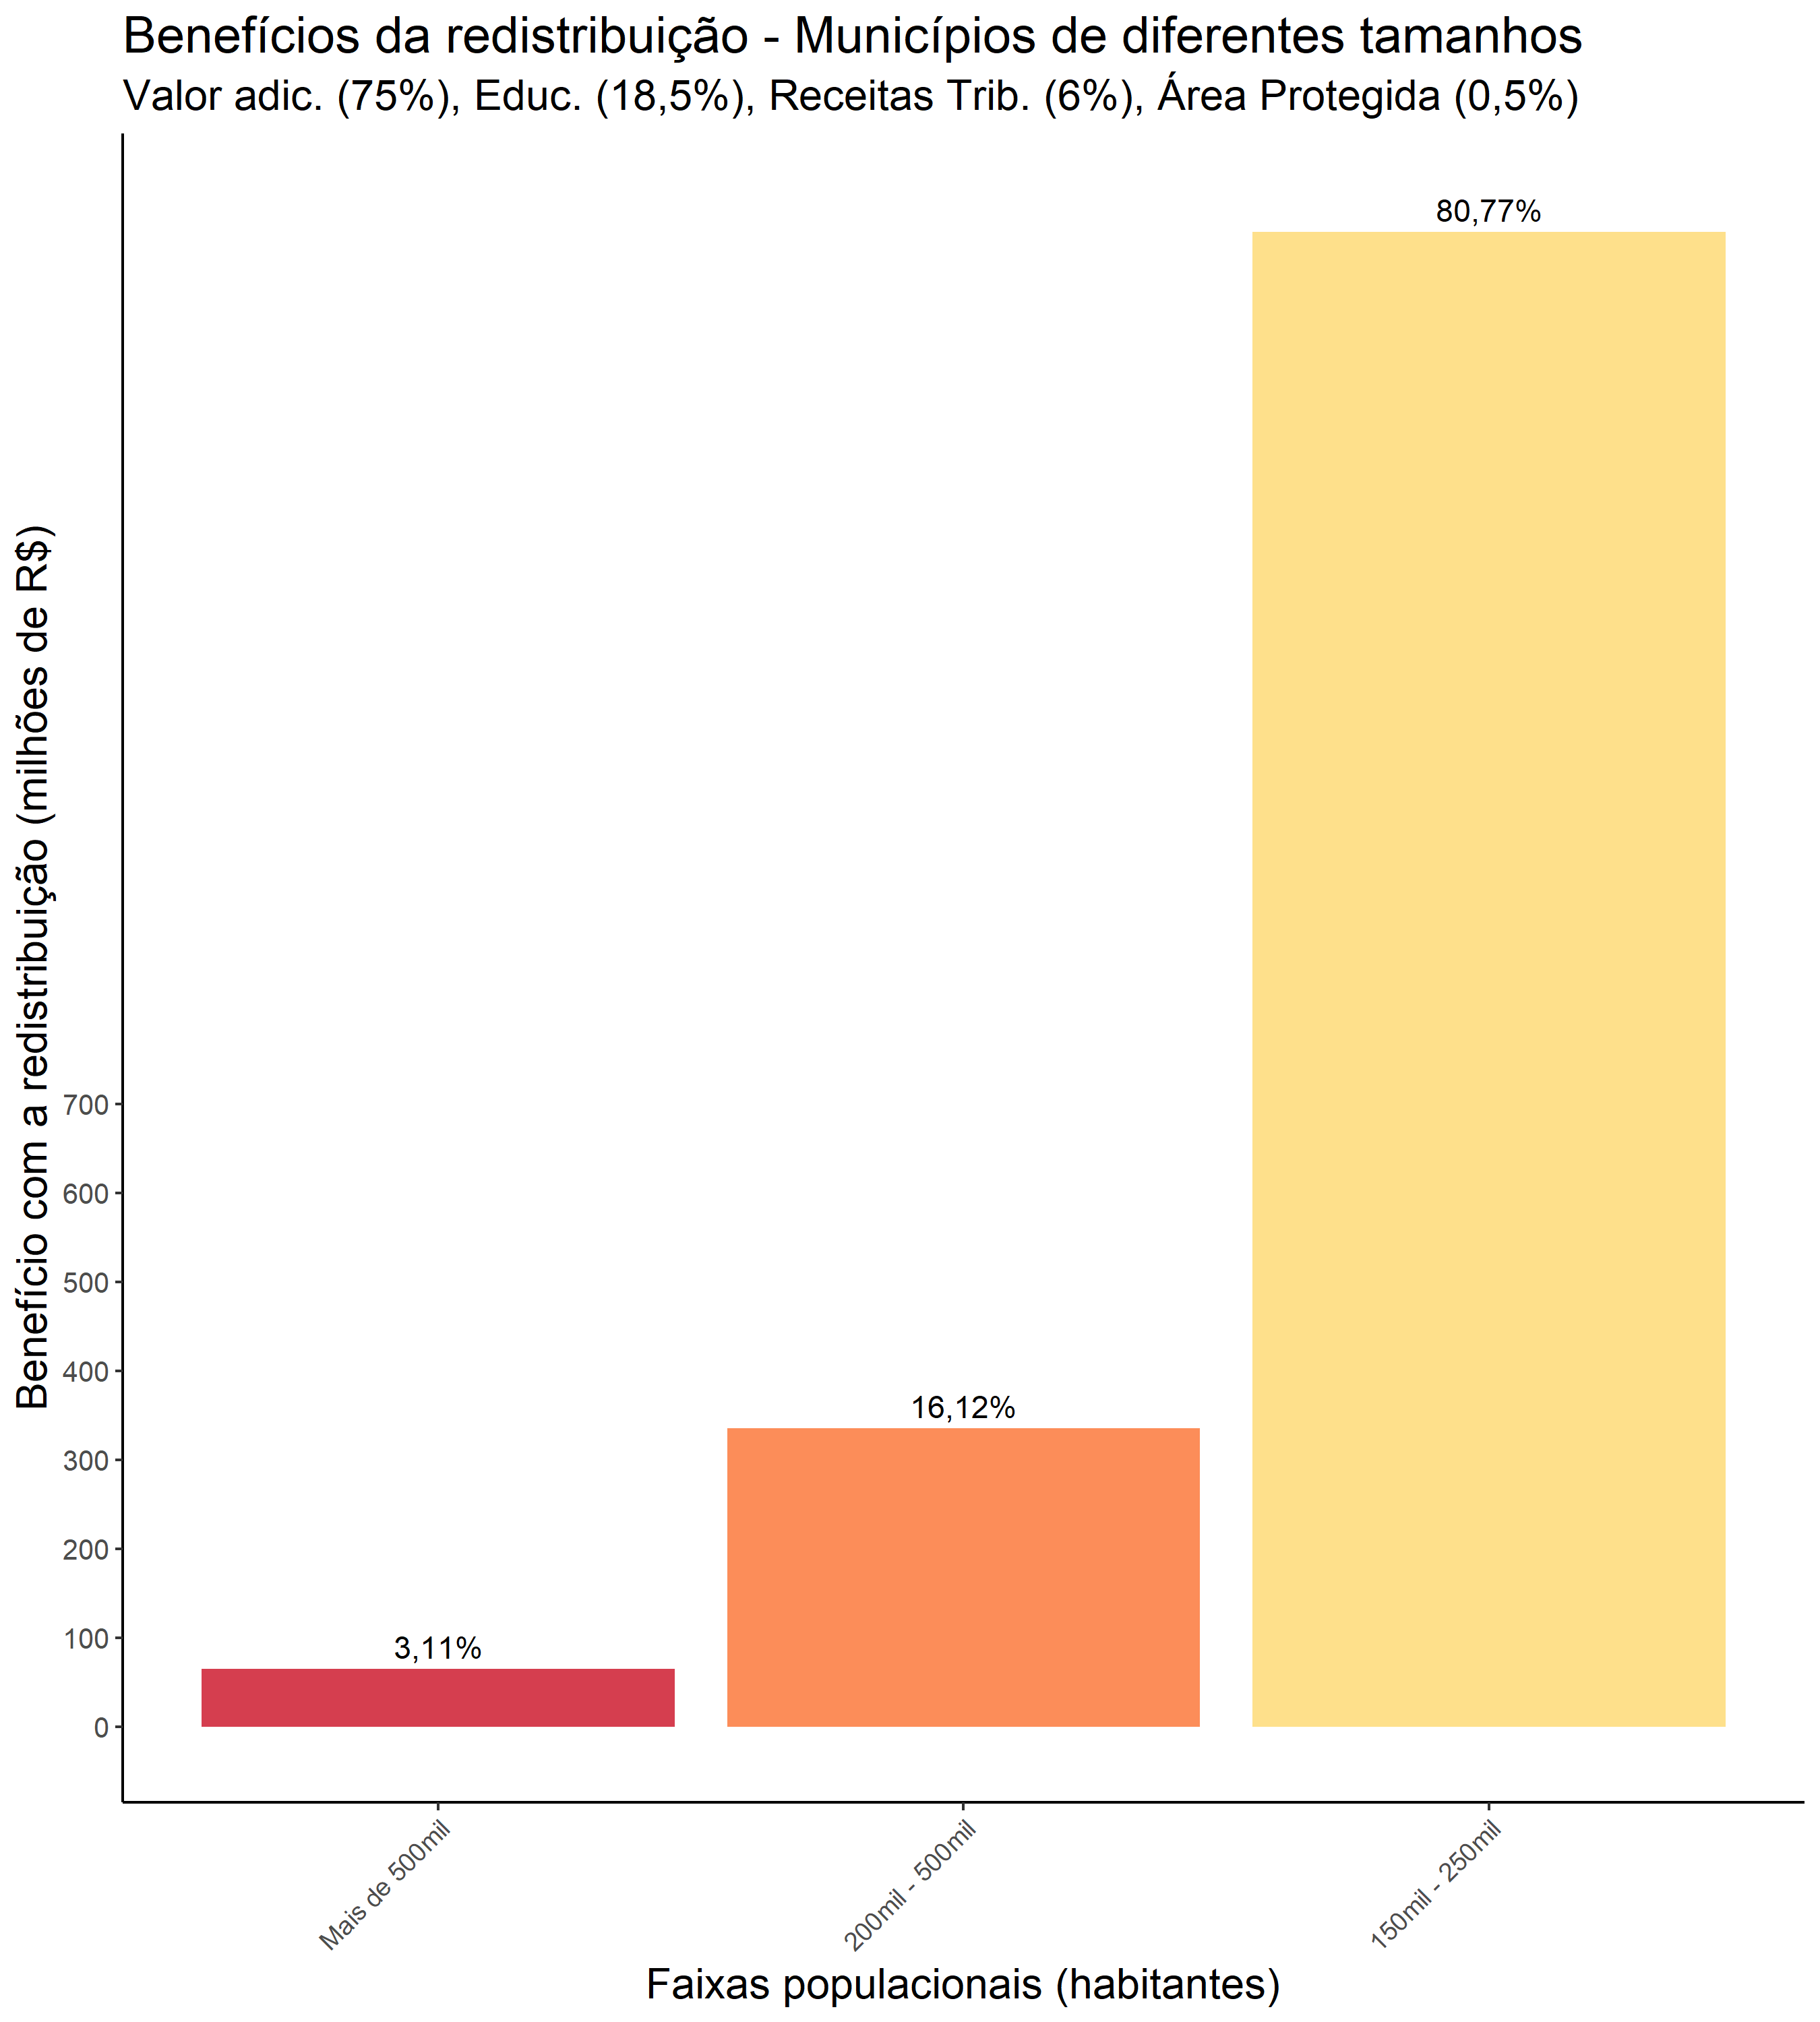 Benefícios da redistribuição - Municípios de diferentes tamanhos
Valor adic. (75%), Educ. (18,5%), Receitas Trib. (6%), Área Protegida (0,5%)
Benefício com a redistribuição (milhões de R$)
700
600
500
400
300
200
100
0
3,11%
16,12%
80,77%
Mais de 500mil
200mil - 500mil
150mil - 250mil
Faixas populacionais (habitantes)